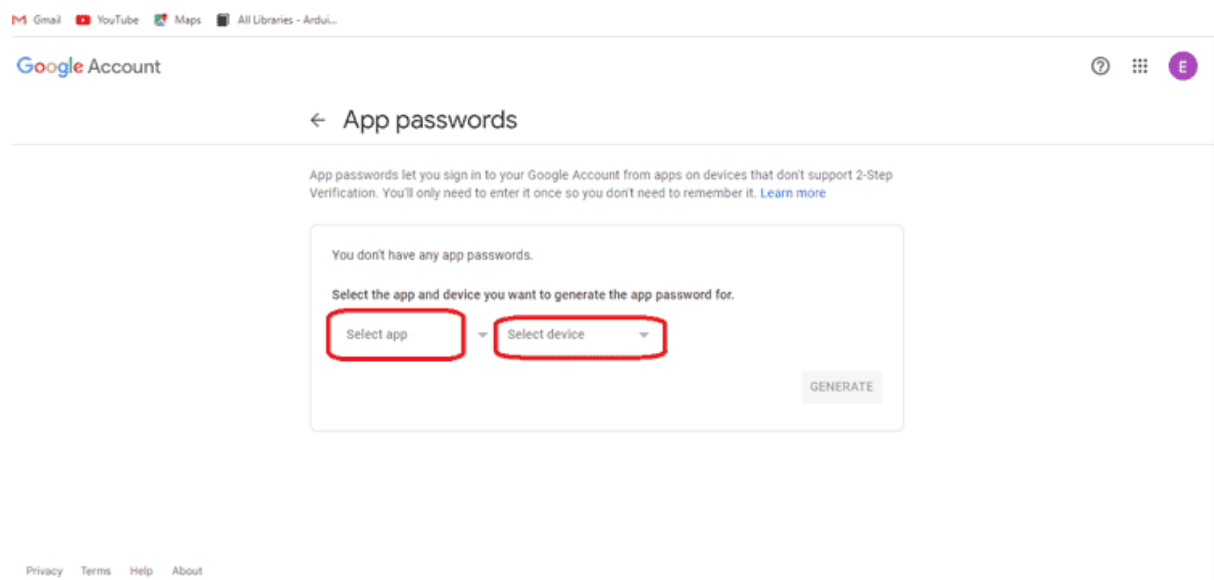 Gmail YouTube Maps All Libraries - Ardui...
Google Account
E
App passwords
App passwords let you sign in to your Google Account from apps on devices that don't support 2-Step
Verification. You'll only need to enter it once so you don't need to remember it. Learn more
You don't have any app passwords.
Select the app and device you want to generate the app password for.
Select app Select device
GENERATE
Privacy Terms Help About